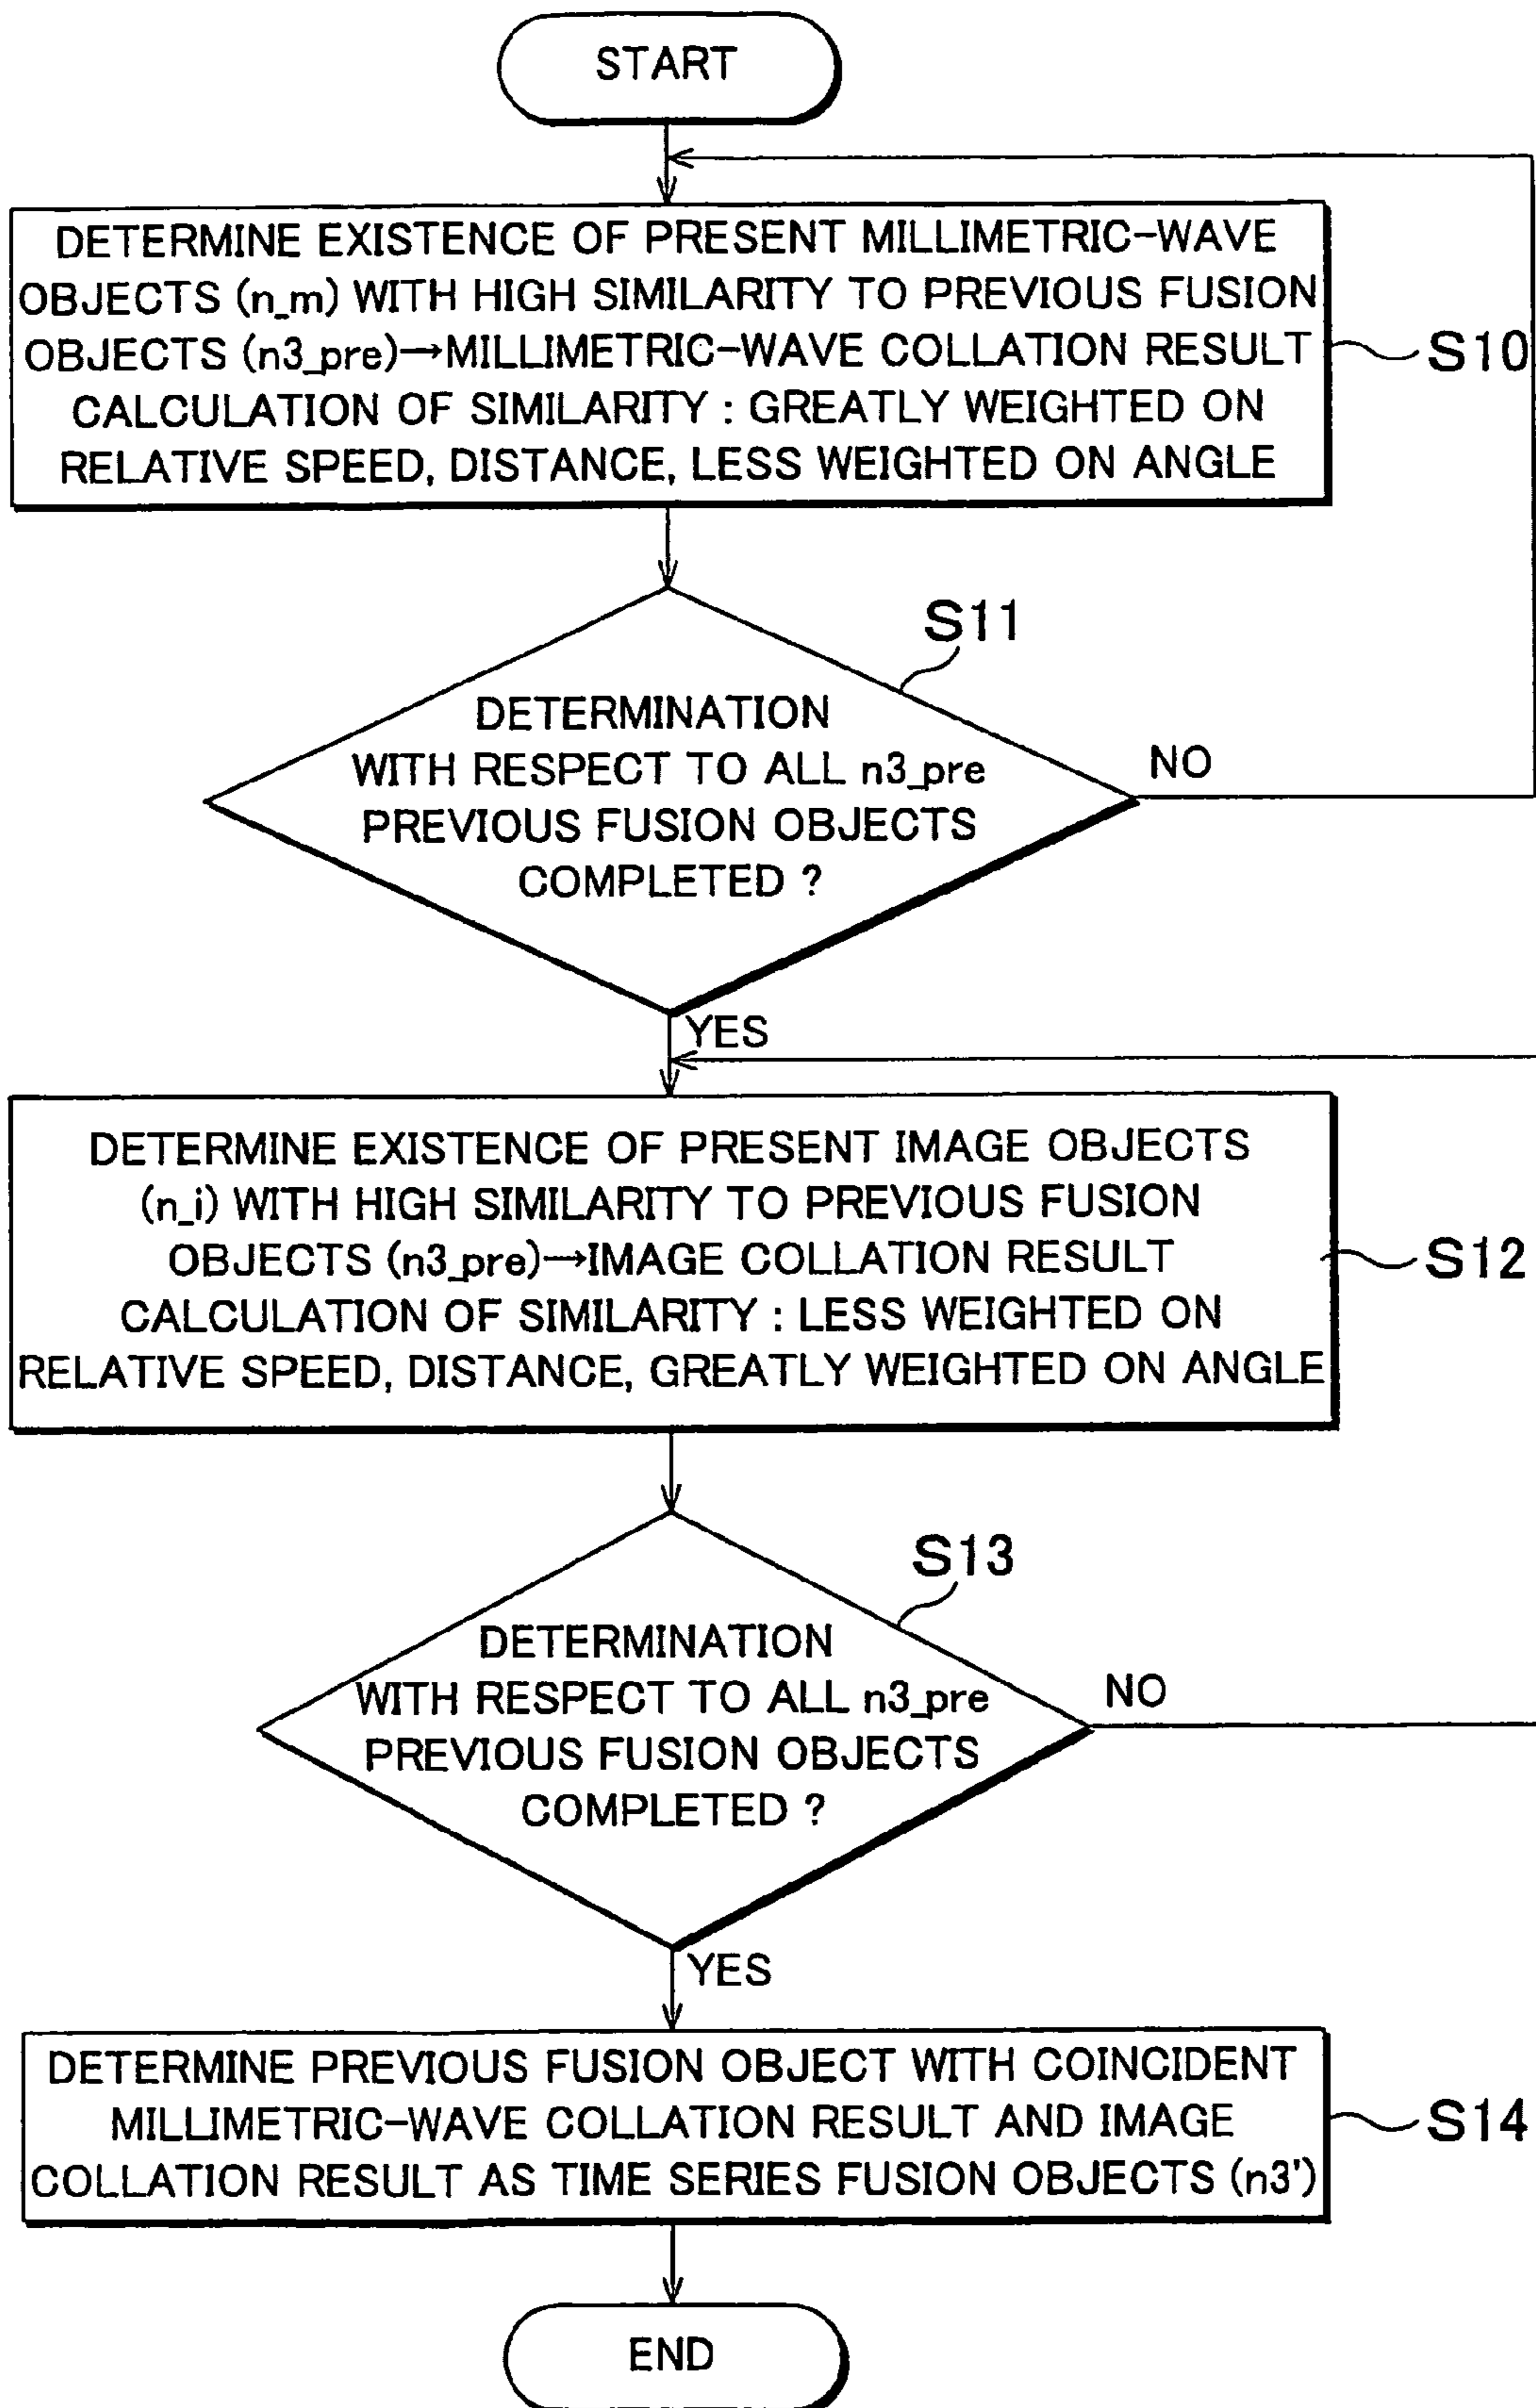 START
DETERMINE EXISTENCE OF PRESENT MILLIMETRIC-WAVE
OBJECTS (n_m) WITH HIGH SIMILARITY TO PREVIOUS FUSION
OBJECTS (n3_pre)→MILLIMETRIC-WAVE COLLATION RESULT
CALCULATION OF SIMILARITY : GREATLY WEIGHTED ON
RELATIVE SPEED, DISTANCE, LESS WEIGHTED ON ANGLE
S10
S11
DETERMINATION
WITH RESPECT TO ALL n3_pre
PREVIOUS FUSION OBJECTS
COMPLETED ?
NO
YES
DETERMINE EXISTENCE OF PRESENT IMAGE OBJECTS
(n_i) WITH HIGH SIMILARITY TO PREVIOUS FUSION
OBJECTS (n3_pre)→IMAGE COLLATION RESULT
CALCULATION OF SIMILARITY : LESS WEIGHTED ON
RELATIVE SPEED, DISTANCE, GREATLY WEIGHTED ON ANGLE
S12
S13
DETERMINATION
WITH RESPECT TO ALL n3_pre
PREVIOUS FUSION OBJECTS
COMPLETED ?
NO
YES
DETERMINE PREVIOUS FUSION OBJECT WITH COINCIDENT
MILLIMETRIC-WAVE COLLATION RESULT AND IMAGE
COLLATION RESULT AS TIME SERIES FUSION OBJECTS (n3')
S14
END